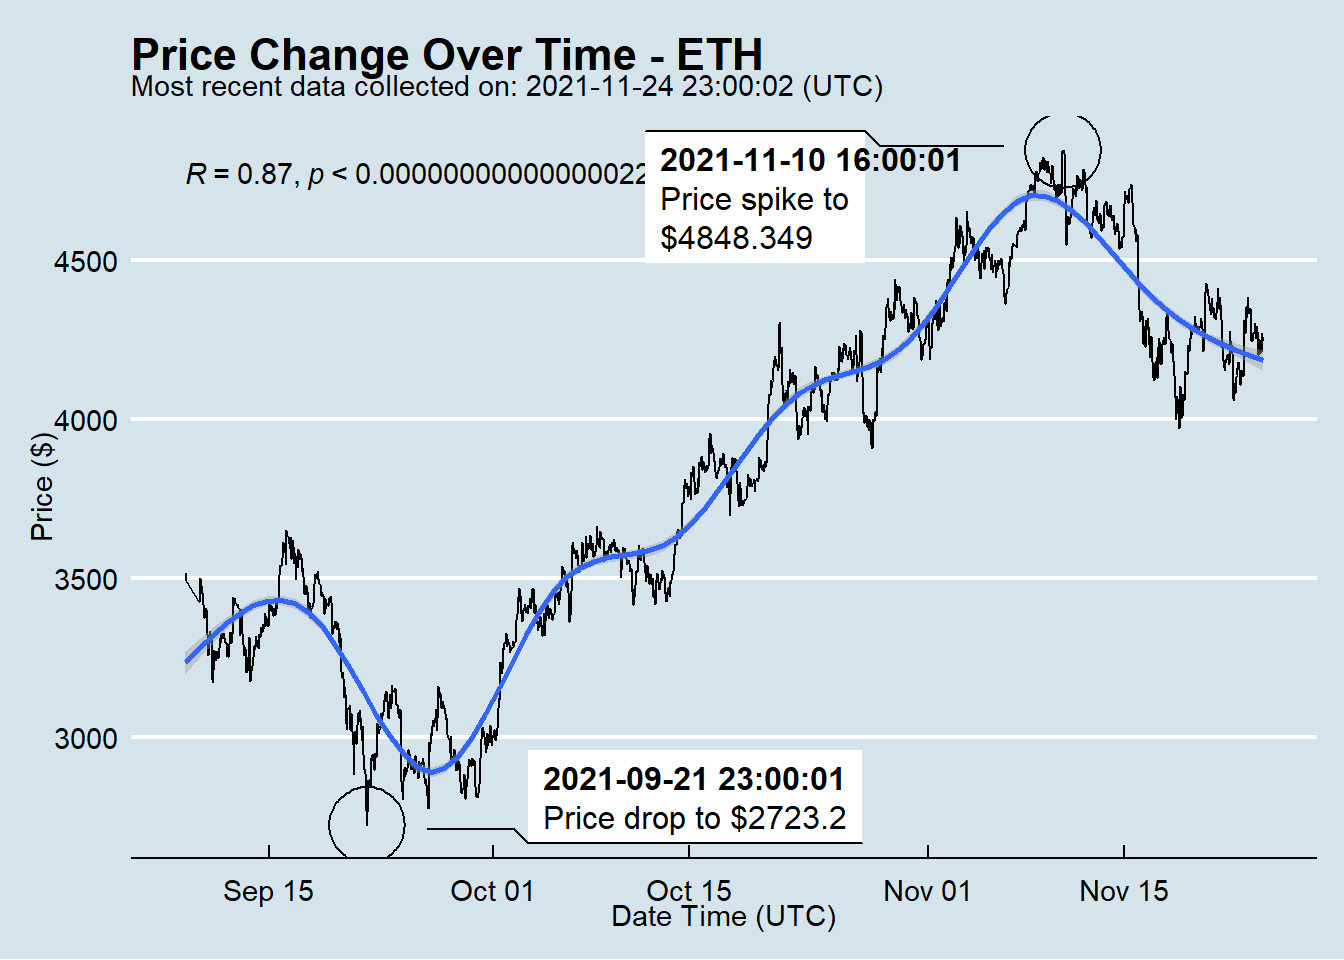 Price Change Over Time - ETH
Most recent data collected on: 2021-11-24 23:00:02 (UTC)
R = 0.87, p < 0.00000000000000022
2021-11-10 16:00:01
Price spike to
$4848.349
4500
4000
3500
3000
Price ($)
2021-09-21 23:00:01
Price drop to $2723.2
Sep 15
Oct 01
Oct 15
Nov 01
Nov 15
Date Time (UTC)